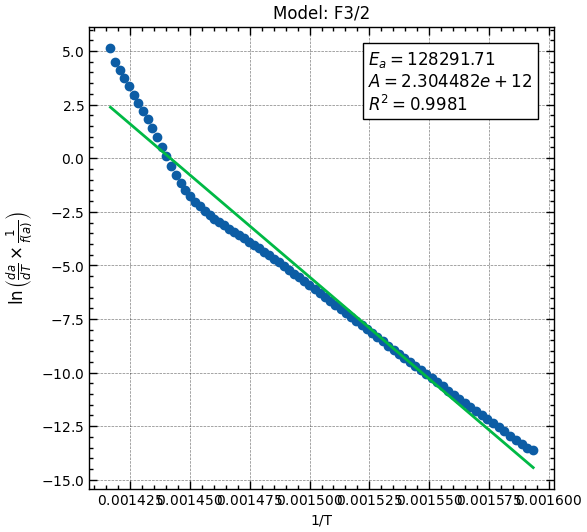 Model: F3/2
E_a = 128291.71
A = 2.304482e + 12
R^2 = 0.9981
5.0
2.5
0.0
−2.5
−5.0
−7.5
−10.0
−12.5
−15.0
ln (da/dT × 1/f(a))
0.001425 0.001450 0.001475 0.001500 0.001525 0.001550 0.001575 0.001600
1/T